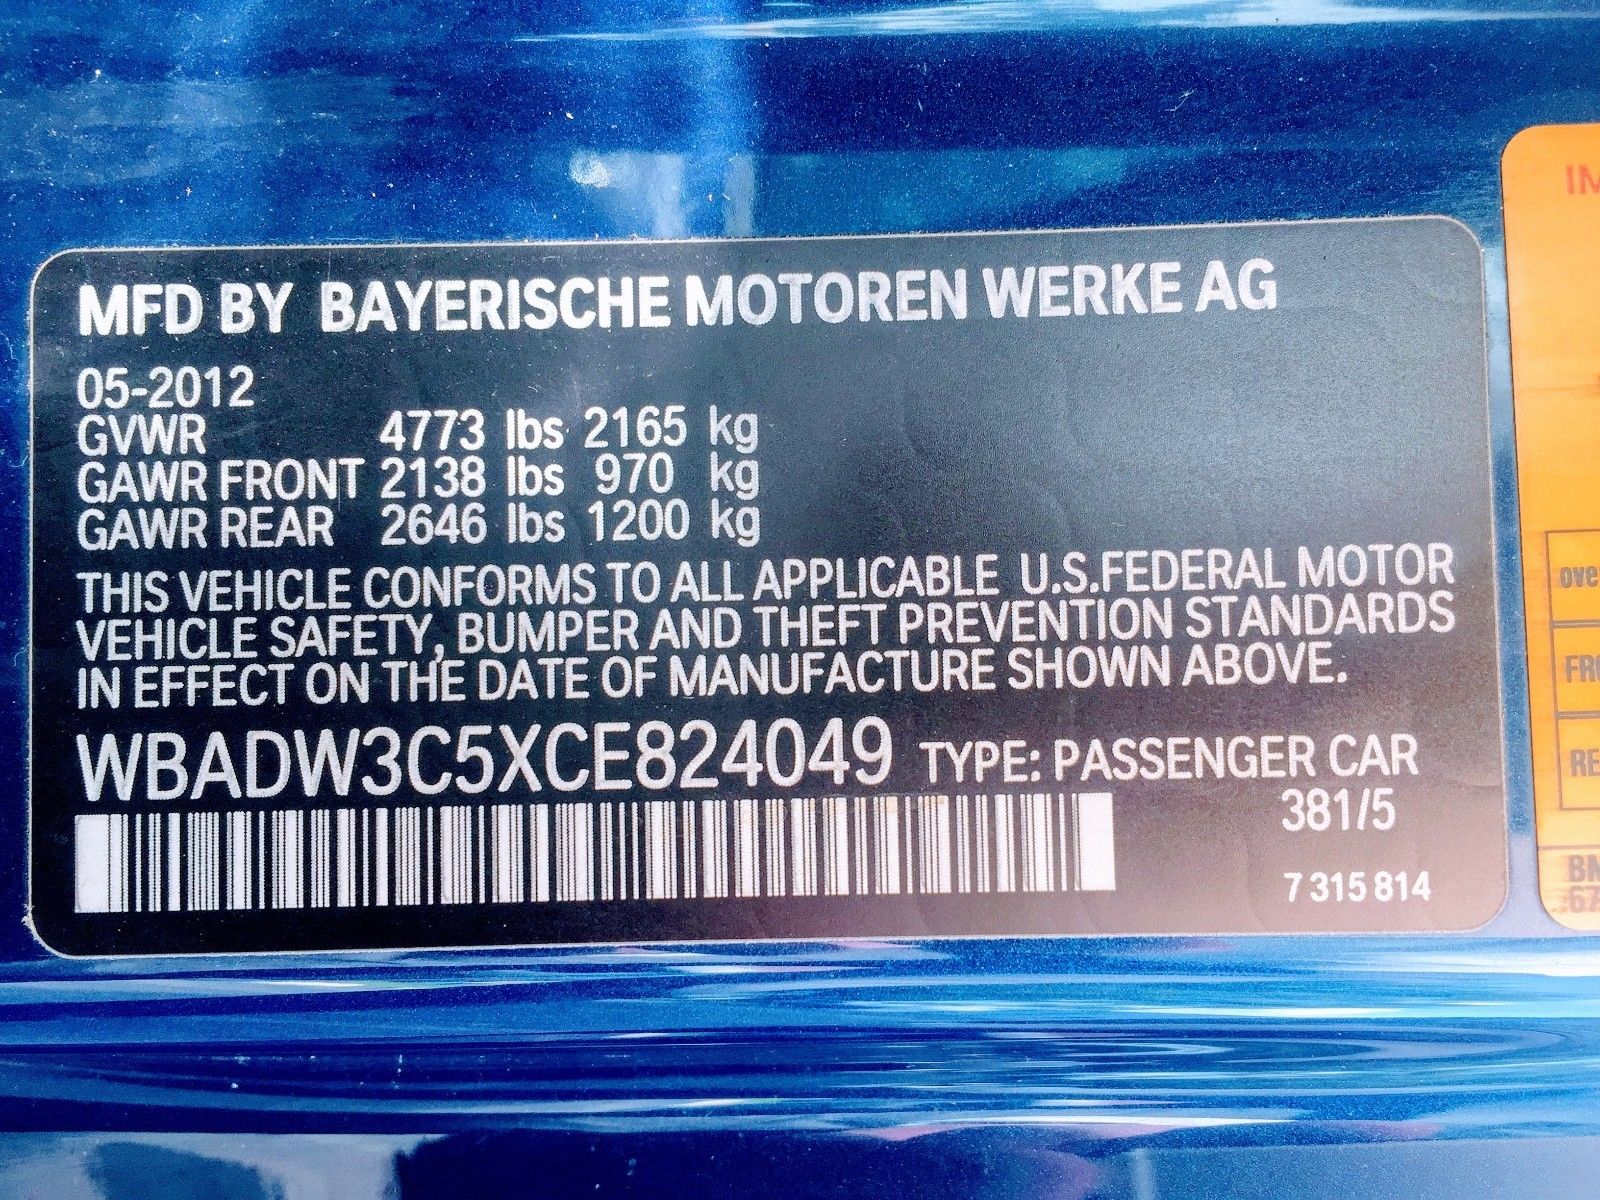 MFD BY BAYERISCHE MOTOREN WERKE AG
05-2012
GVWR 4773 lbs 2165 kg
GAWR FRONT 2138 lbs 970 kg
GAWR REAR 2646 lbs 1200 kg
THIS VEHICLE CONFORMS TO ALL APPLICABLE U.S.FEDERAL MOTOR
VEHICLE SAFETY, BUMPER AND THEFT PREVENTION STANDARDS
IN EFFECT ON THE DATE OF MANUFACTURE SHOWN ABOVE.
WBADW3C5XCE824049 TYPE: PASSENGER CAR
381/5
7 315 814